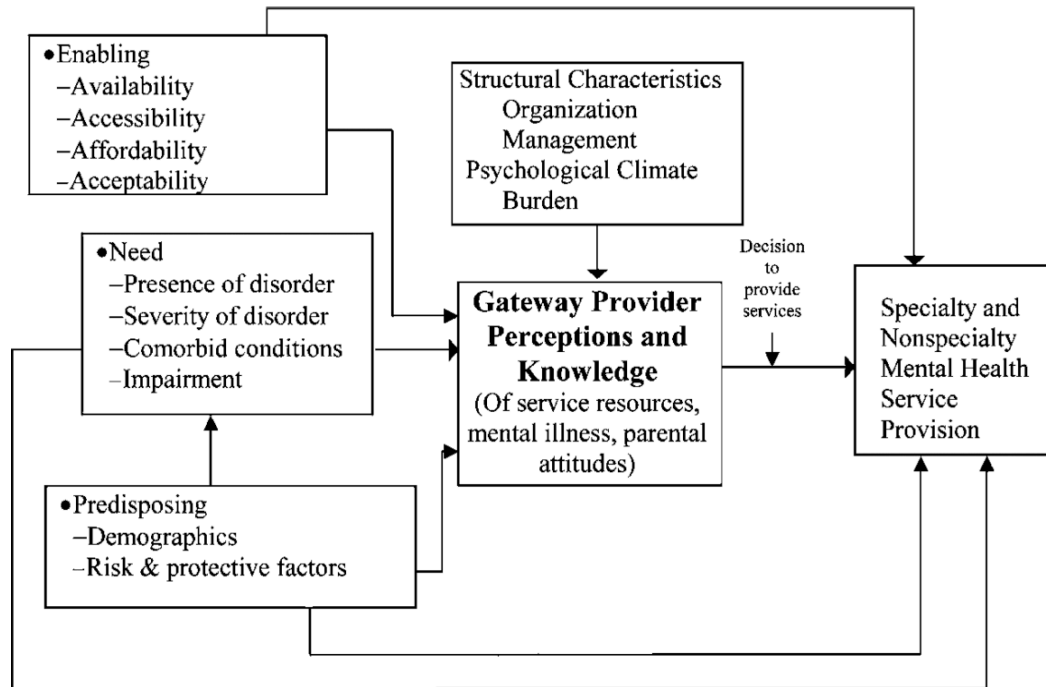 •Enabling
–Availability
–Accessibility
–Affordability
–Acceptability
Structural Characteristics
Organization
Management
Psychological Climate
Burden
•Need
–Presence of disorder
–Severity of disorder
–Comorbid conditions
–Impairment
Gateway Provider
Perceptions and
Knowledge
(Of service resources,
mental illness, parental
attitudes)
Decision
to
provide
services
Specialty and
Nonspecialty
Mental Health
Service
Provision
•Predisposing
–Demographics
–Risk & protective factors